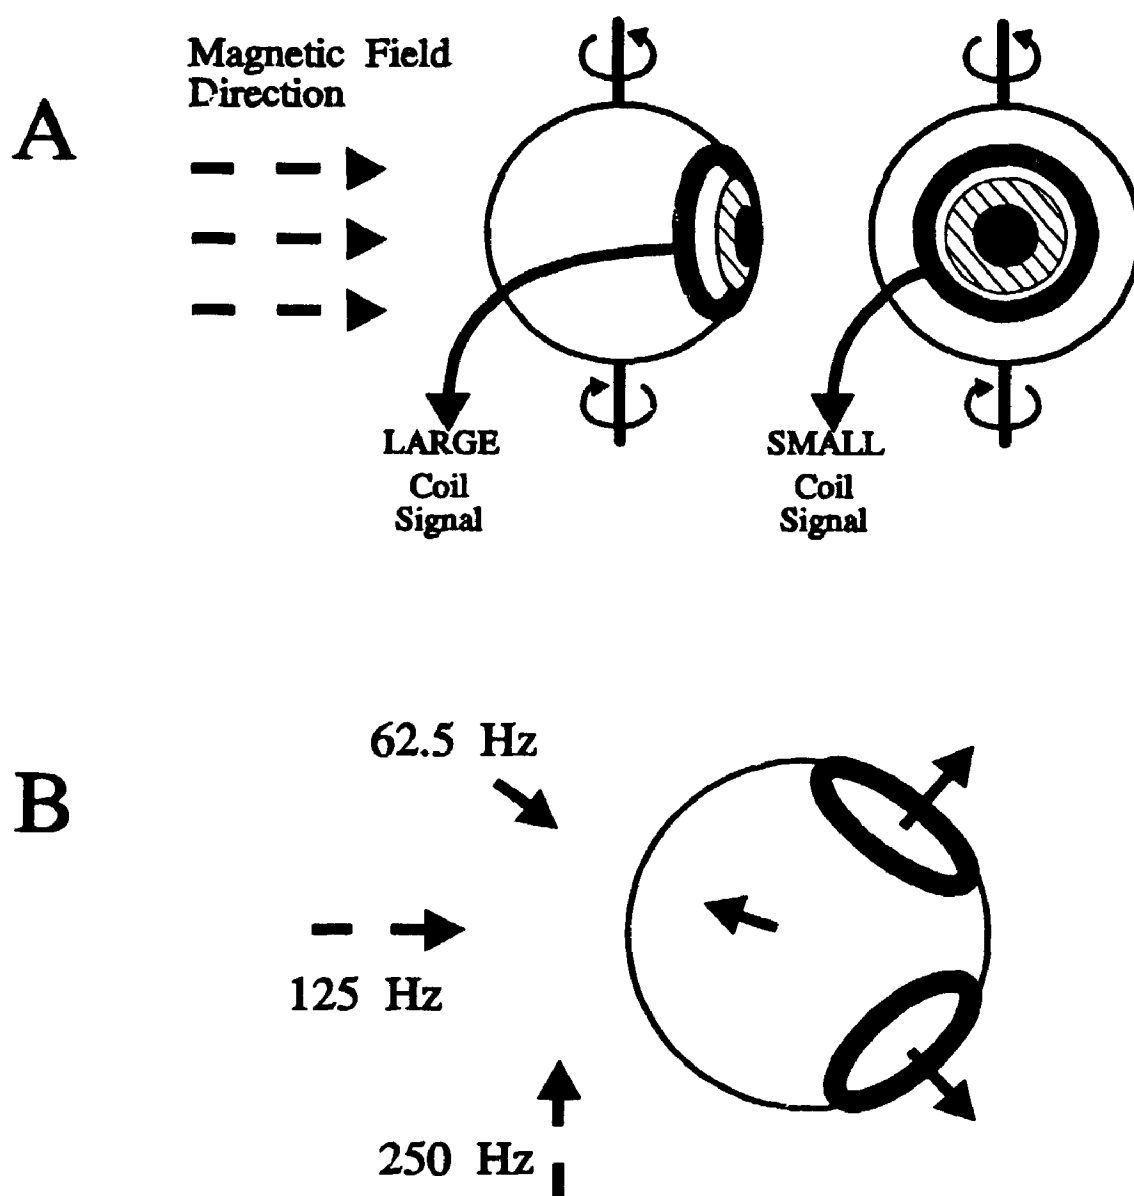 A
Magnetic Field
Direction
LARGE
Coil
Signal
SMALL
Coil
Signal
B
62.5 Hz
125 Hz
250 Hz